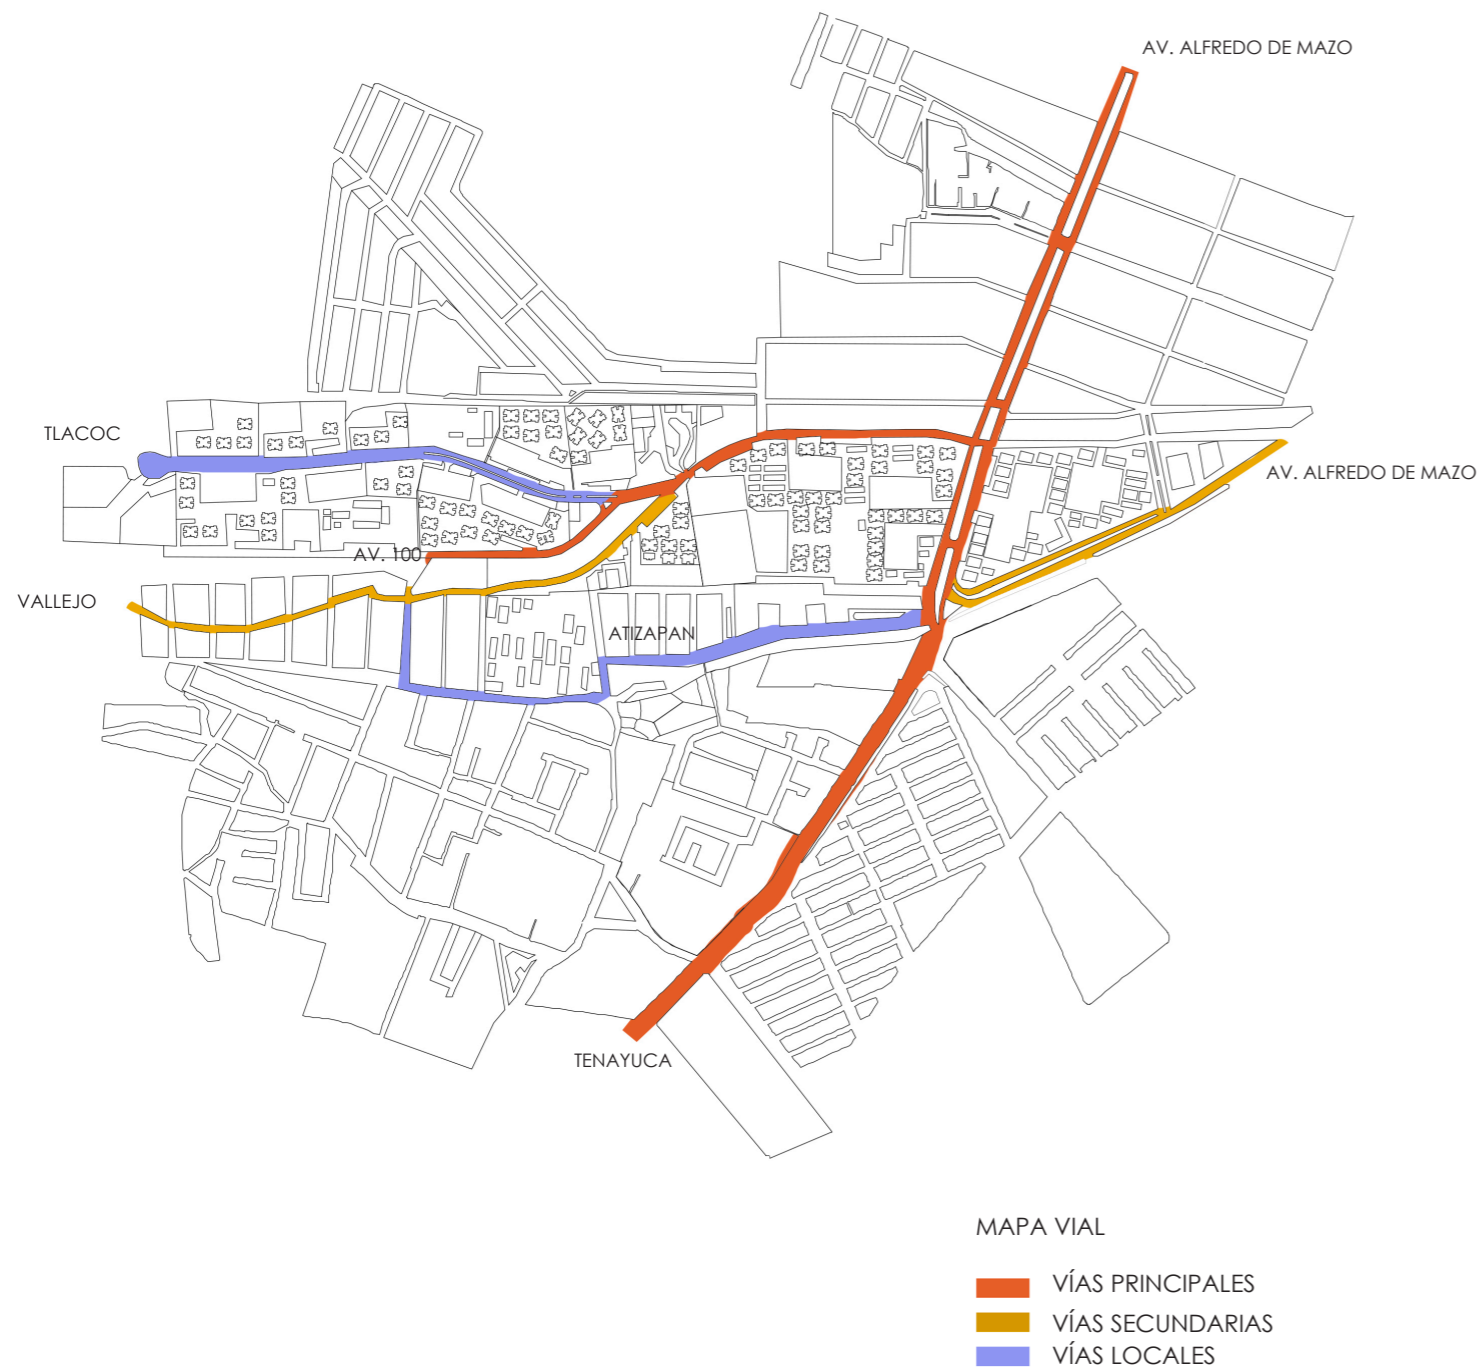 AV. ALFREDO DE MAZO
TLACOC
AV. ALFREDO DE MAZO
AV. 100
VALLEJO
ATIZAPAN
TENAYUCA
MAPA VIAL
VÍAS PRINCIPALES
VÍAS SECUNDARIAS
VÍAS LOCALES